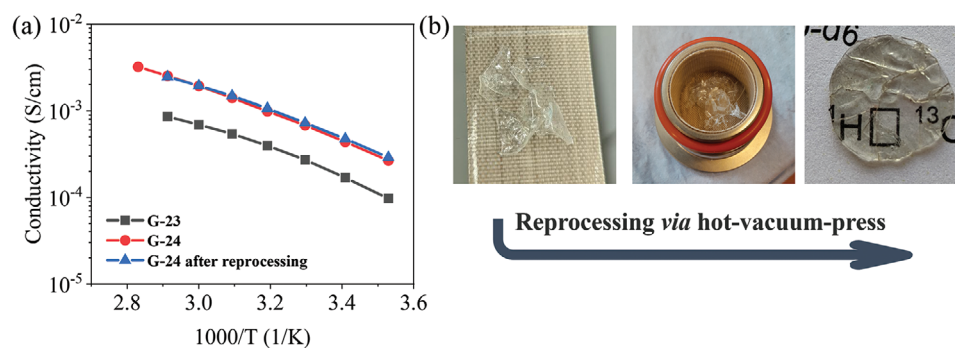 (a)
10⁻²
10⁻³
10⁻⁴
10⁻⁵
Conductivity (S/cm)
G-23
G-24
G-24 after reprocessing
2.8 3.0 3.2 3.4 3.6
1000/T (1/K)
(b)
-d6
¹H ¹³C
Reprocessing via hot-vacuum-press